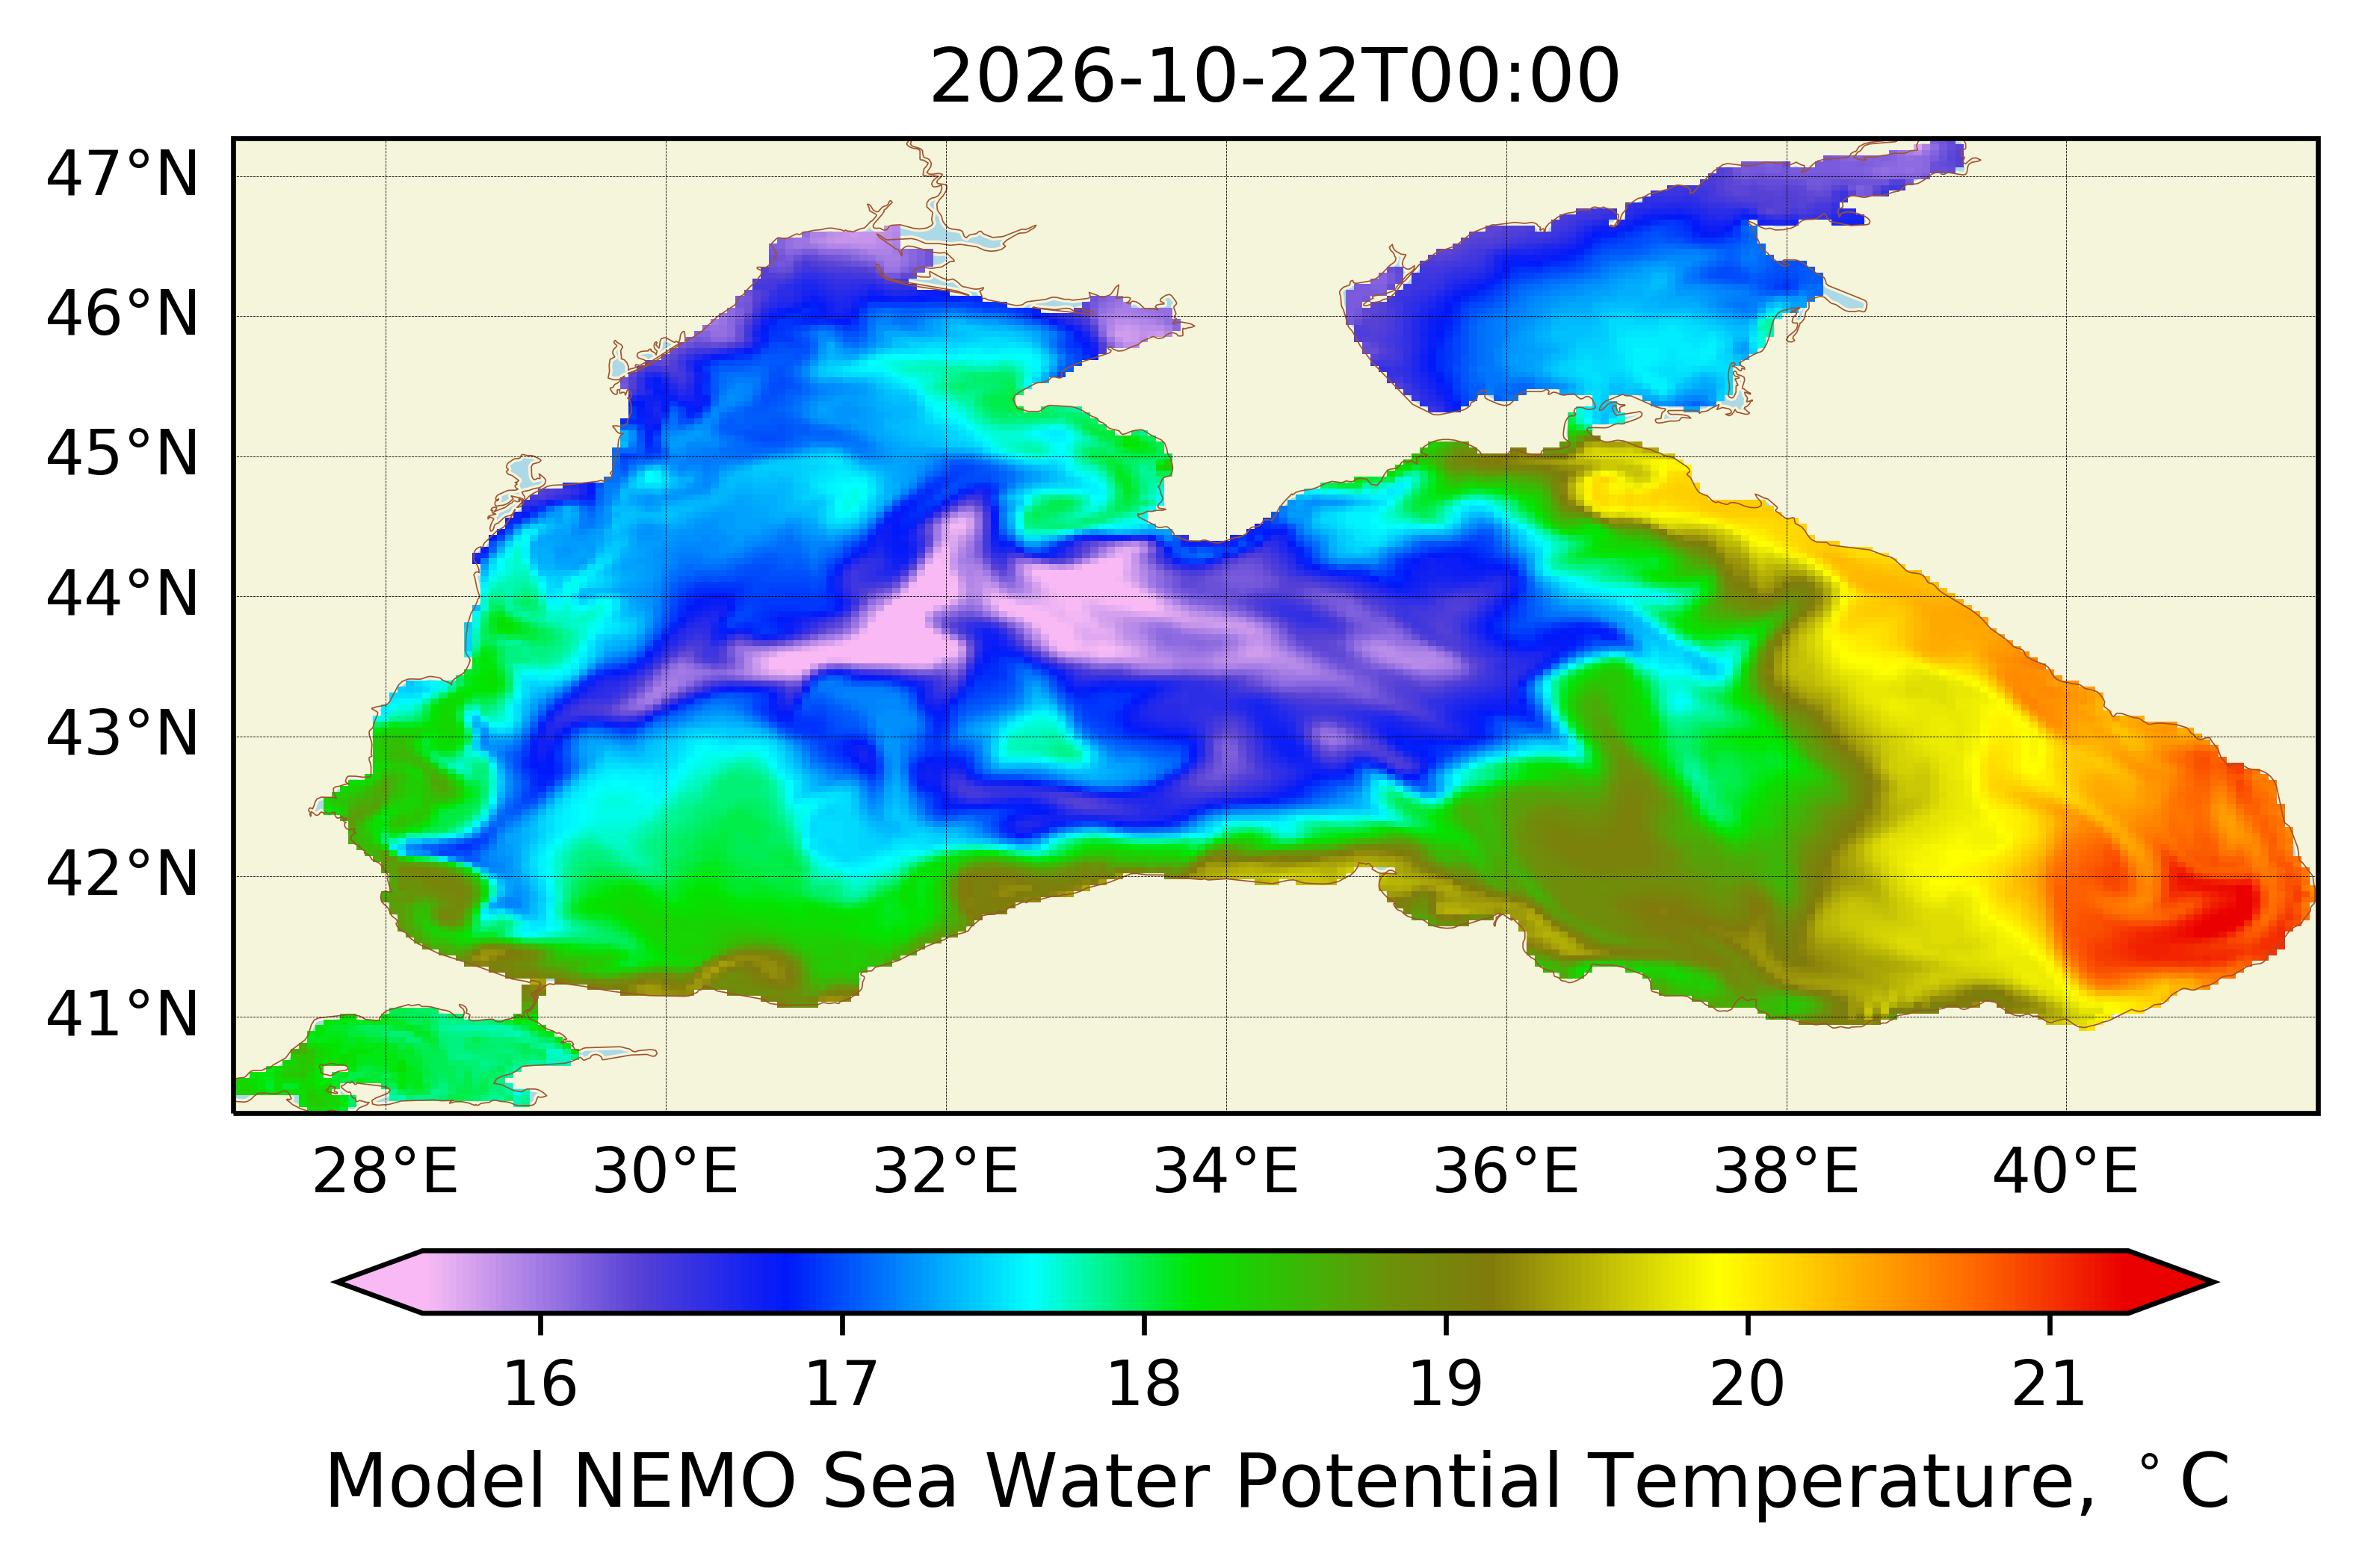 2026-10-22T00:00
47°N
46°N
45°N
44°N
43°N
42°N
41°N
28°E 30°E 32°E 34°E 36°E 38°E 40°E
16 17 18 19 20 21
Model NEMO Sea Water Potential Temperature, °C